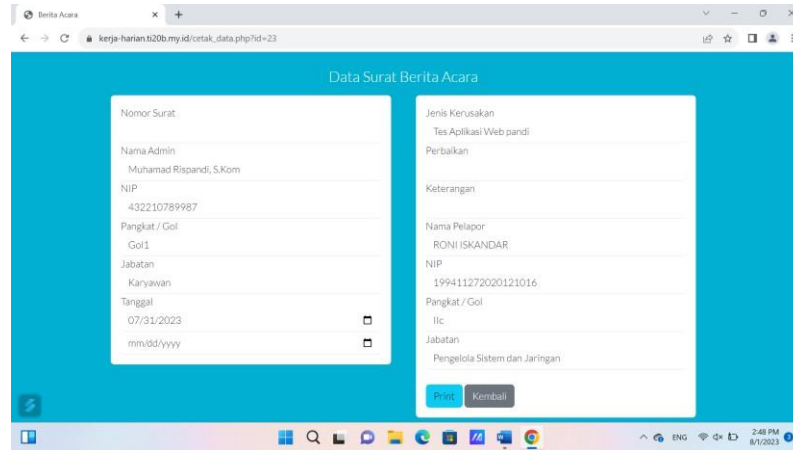 Berita Acara
kerja-harian.ti20b.my.id/cetak_data.php?id=23
Data Surat Berita Acara
Nomor Surat
Nama Admin
Muhamad Rispandi, S.Kom
NIP
432210789987
Pangkat / Gol
Gol1
Jabatan
Karyawan
Tanggal
07/31/2023
mm/dd/yyyy
Jenis Kerusakan
Tes Aplikasi Web pandi
Perbaikan
Keterangan
Nama Pelapor
RONI ISKANDAR
NIP
199411272020121016
Pangkat / Gol
IIc
Jabatan
Pengelola Sistem dan Jaringan
Print Kembali
ENG
2:48 PM
8/1/2023